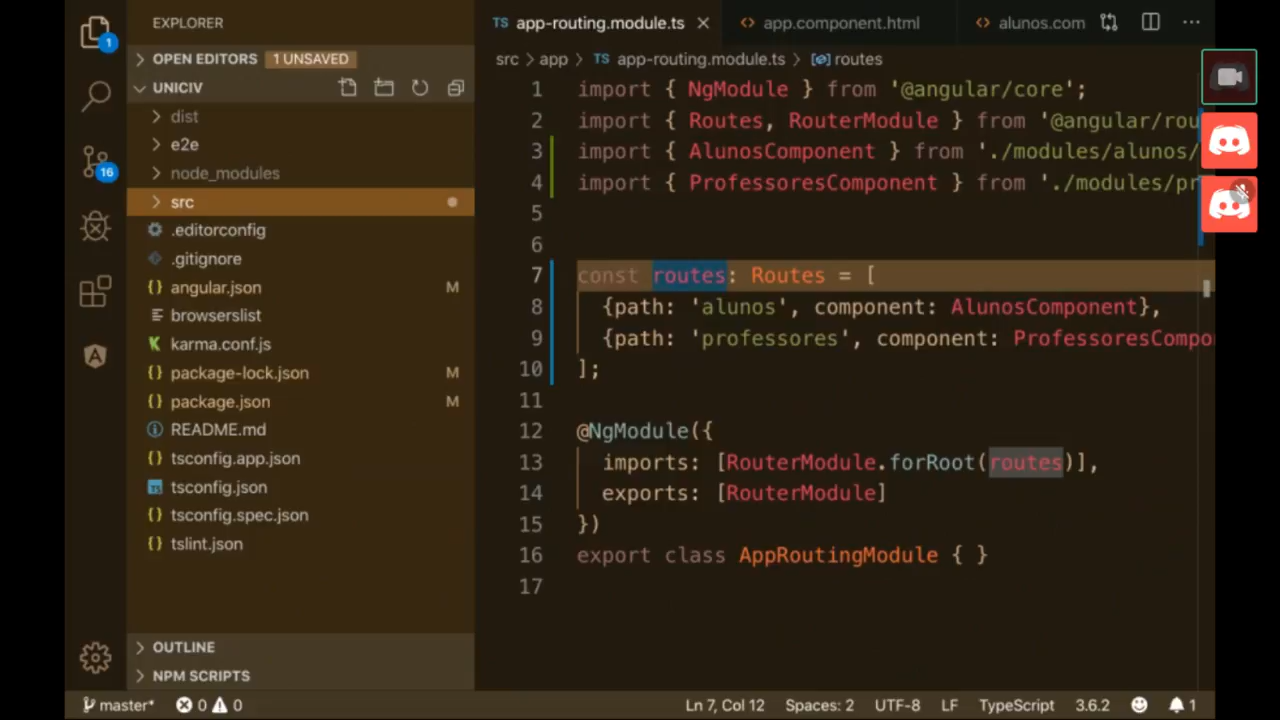 EXPLORER
OPEN EDITORS 1 UNSAVED
UNICIV
dist
e2e
node_modules
src
.editorconfig
.gitignore
angular.json M
browserslist
karma.conf.js
package-lock.json M
package.json M
README.md
tsconfig.app.json
tsconfig.json
tsconfig.spec.json
tslint.json
OUTLINE
NPM SCRIPTS
1
16
TS app-routing.module.ts
app.component.html
alunos.com
src > app > TS app-routing.module.ts > routes
1 import { NgModule } from '@angular/core';
2 import { Routes, RouterModule } from '@angular/rou
3 import { AlunosComponent } from './modules/alunos/
4 import { ProfessoresComponent } from './modules/pr
5
6
7 const routes: Routes = [
8 {path: 'alunos', component: AlunosComponent},
9 {path: 'professores', component: ProfessoresCompo
10 ];
11
12 @NgModule({
13 imports: [RouterModule.forRoot(routes)],
14 exports: [RouterModule]
15 })
16 export class AppRoutingModule { }
17
master* 0 0 Ln 7, Col 12 Spaces: 2 UTF-8 LF TypeScript 3.6.2 1